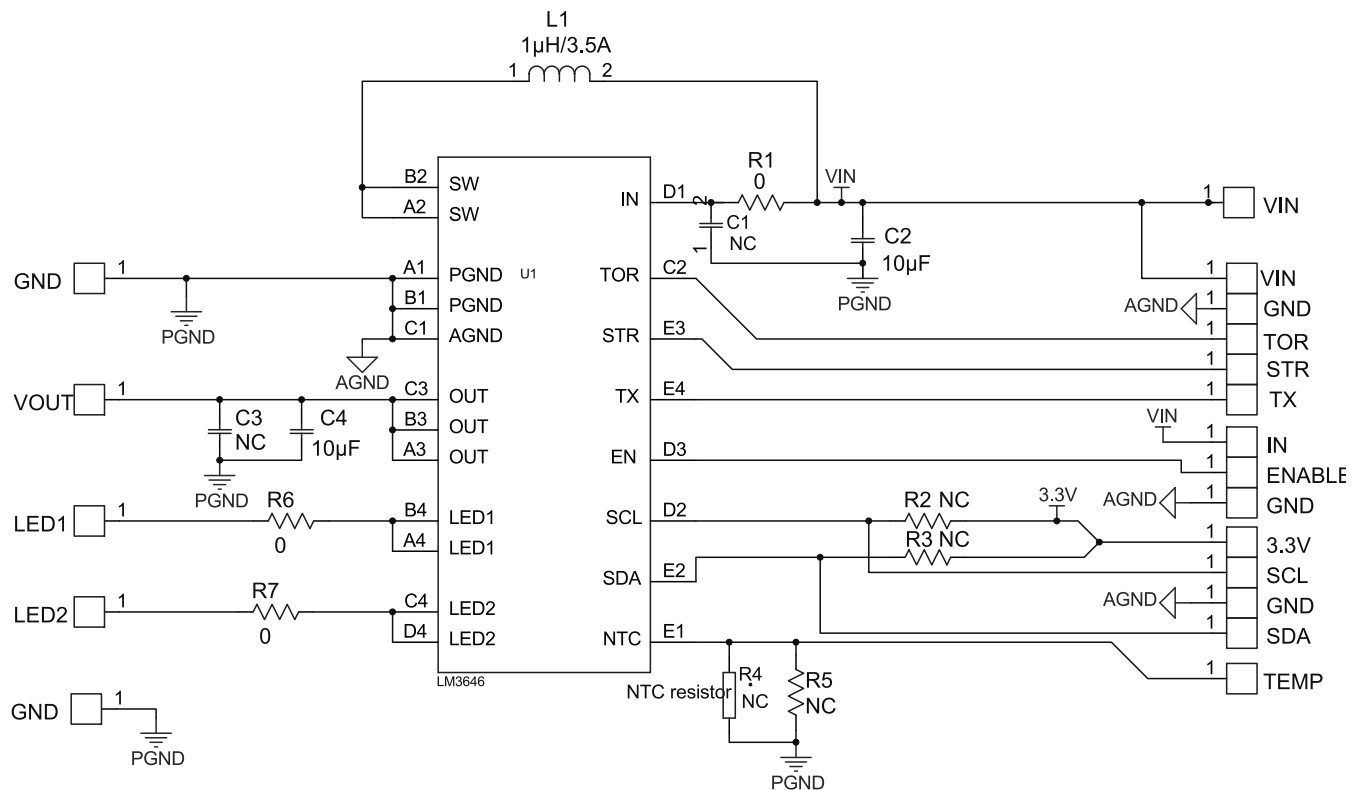 L1
1µH/3.5A
1 2
B2 SW
A2 SW
IN D1
2
C1
NC
1
R1
0
VIN
C2
10µF
PGND
1 VIN
GND 1
PGND
A1 PGND
B1 PGND
C1 AGND
AGND
U1
TOR C2
STR E3
TX E4
1 VIN
AGND 1 GND
1 TOR
1 STR
1 TX
VOUT 1
C3
NC
C4
10µF
PGND
C3 OUT
B3 OUT
A3 OUT
EN D3
VIN
1 IN
1 ENABLE
AGND 1 GND
LED1 1
R6
0
B4 LED1
A4 LED1
SCL D2
SDA E2
R2 NC
R3 NC
3.3V
1 3.3V
1 SCL
AGND 1 GND
1 SDA
LED2 1
R7
0
C4 LED2
D4 LED2
NTC E1
LM3646
NTC resistor
R4
NC
R5
NC
PGND
1 TEMP
GND 1
PGND